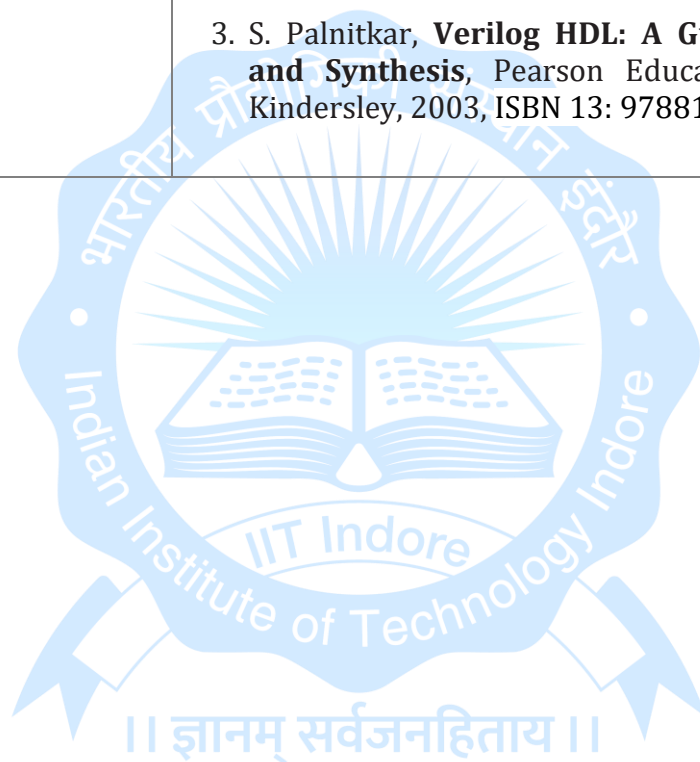 3. S. Palnitkar, Verilog HDL: A G
and Synthesis, Pearson Educa
Kindersley, 2003, ISBN 13: 97881
भारतीय प्रौद्योगिकी संस्थान इंदौर
Indian Institute of Technology Indore
IIT Indore
।। ज्ञानम् सर्वजनहिताय ।।